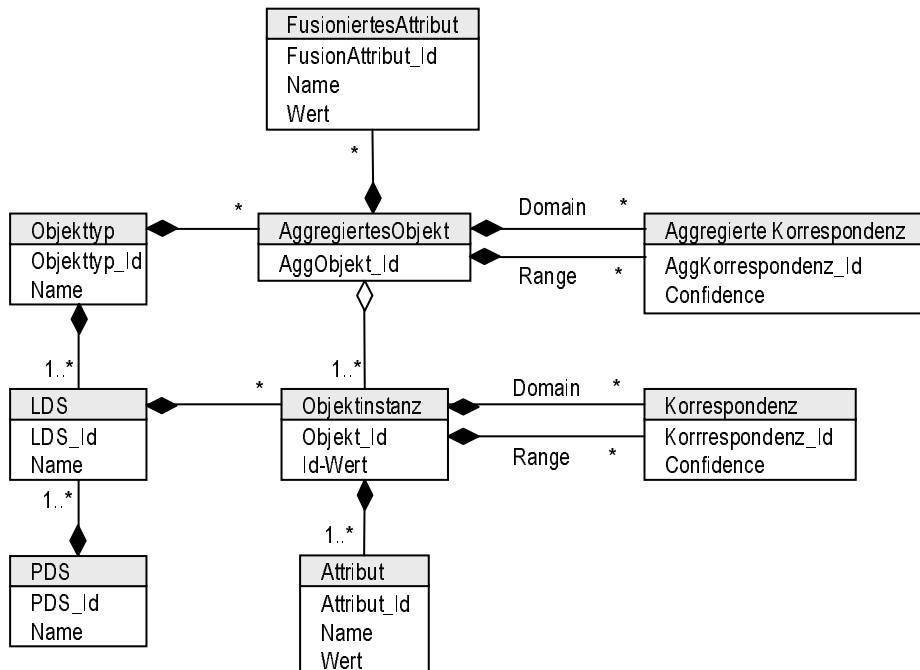 FusioniertesAttribut
FusionAttribut_Id
Name
Wert
*
Objekttyp
Objekttyp_Id
Name
*
AggregiertesObjekt
AggObjekt_Id
Domain *
Range *
Aggregierte Korrespondenz
AggKorrespondenz_Id
Confidence
1..*
1..*
LDS
LDS_Id
Name
*
Objektinstanz
Objekt_Id
Id-Wert
Domain *
Range *
Korrespondenz
Korrrespondenz_Id
Confidence
1..*
1..*
PDS
PDS_Id
Name
Attribut
Attribut_Id
Name
Wert